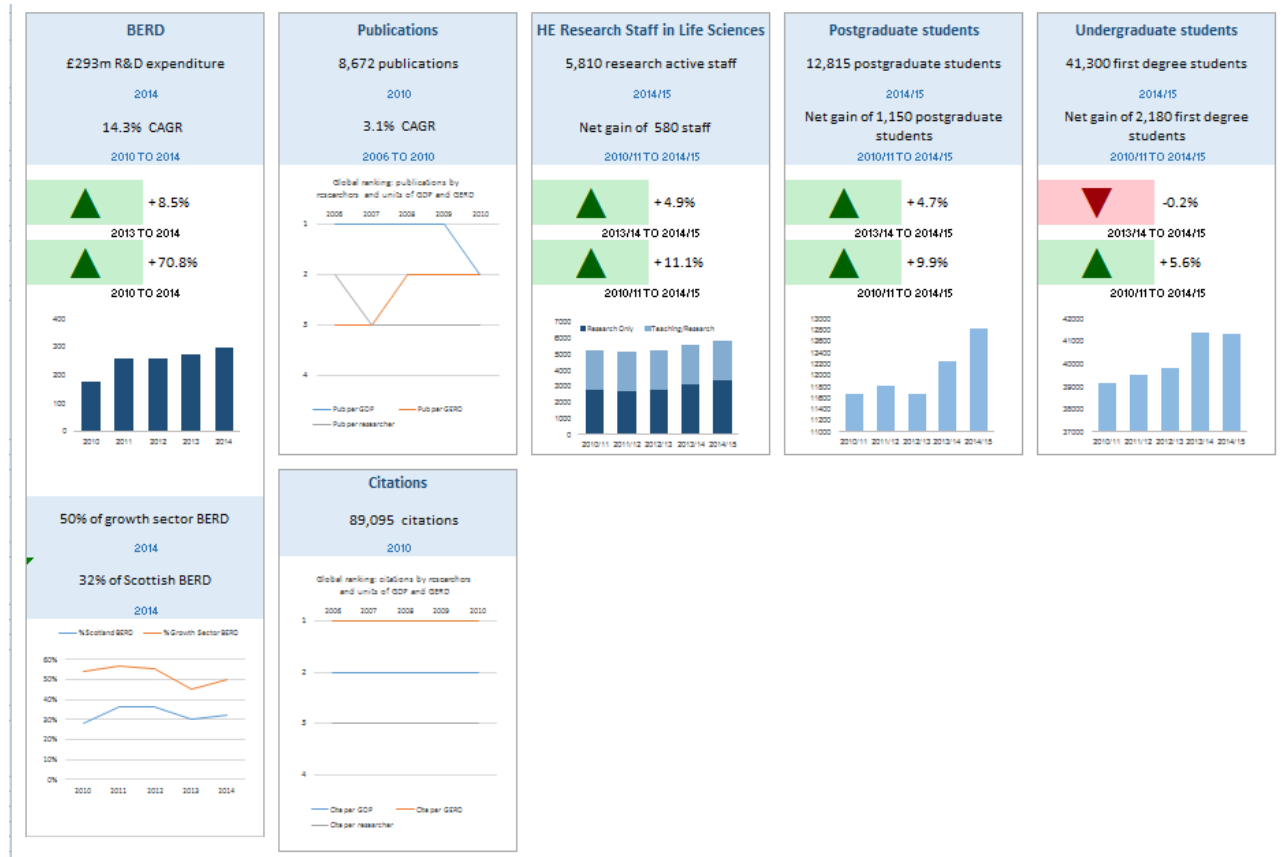 BERD
£293m R&D expenditure
2014
14.3% CAGR
2010 TO 2014
+8.5%
2013 TO 2014
+70.8%
2010 TO 2014
400
300
200
100
0
2010 2011 2012 2013 2014
50% of growth sector BERD
2014
32% of Scottish BERD
2014
%Scotland BERD %Growth Sector BERD
60%
50%
40%
30%
20%
10%
0%
2010 2011 2012 2013 2014
Publications
8,672 publications
2010
3.1% CAGR
2006 TO 2010
Global ranking: publications by
researchers and units of GDP and GERD
2006 2007 2008 2009 2010
1
2
3
4
Pub per GDP Pub per GERD
Pub per researcher
Citations
89,095 citations
2010
Global ranking: citations by researchers
and units of GDP and GERD
2006 2007 2008 2009 2010
1
2
3
4
Cite per GDP Cite per GERD
Cite per researcher
HE Research Staff in Life Sciences
5,810 research active staff
2014/15
Net gain of 580 staff
2010/11 TO 2014/15
+4.9%
2013/14 TO 2014/15
+11.1%
2010/11 TO 2014/15
7000
6000
5000
4000
3000
2000
1000
0
Research Only Teaching/Research
2010/11 2011/12 2012/13 2013/14 2014/15
Postgraduate students
12,815 postgraduate students
2014/15
Net gain of 1,150 postgraduate
students
2010/11 TO 2014/15
+4.7%
2013/14 TO 2014/15
+9.9%
2010/11 TO 2014/15
13000
12800
12600
12400
12200
12000
11800
11600
11400
11200
11000
2010/11 2011/12 2012/13 2013/14 2014/15
Undergraduate students
41,300 first degree students
2014/15
Net gain of 2,180 first degree
students
2010/11 TO 2014/15
-0.2%
2013/14 TO 2014/15
+5.6%
2010/11 TO 2014/15
42000
41000
40000
39000
38000
37000
2010/11 2011/12 2012/13 2013/14 2014/15